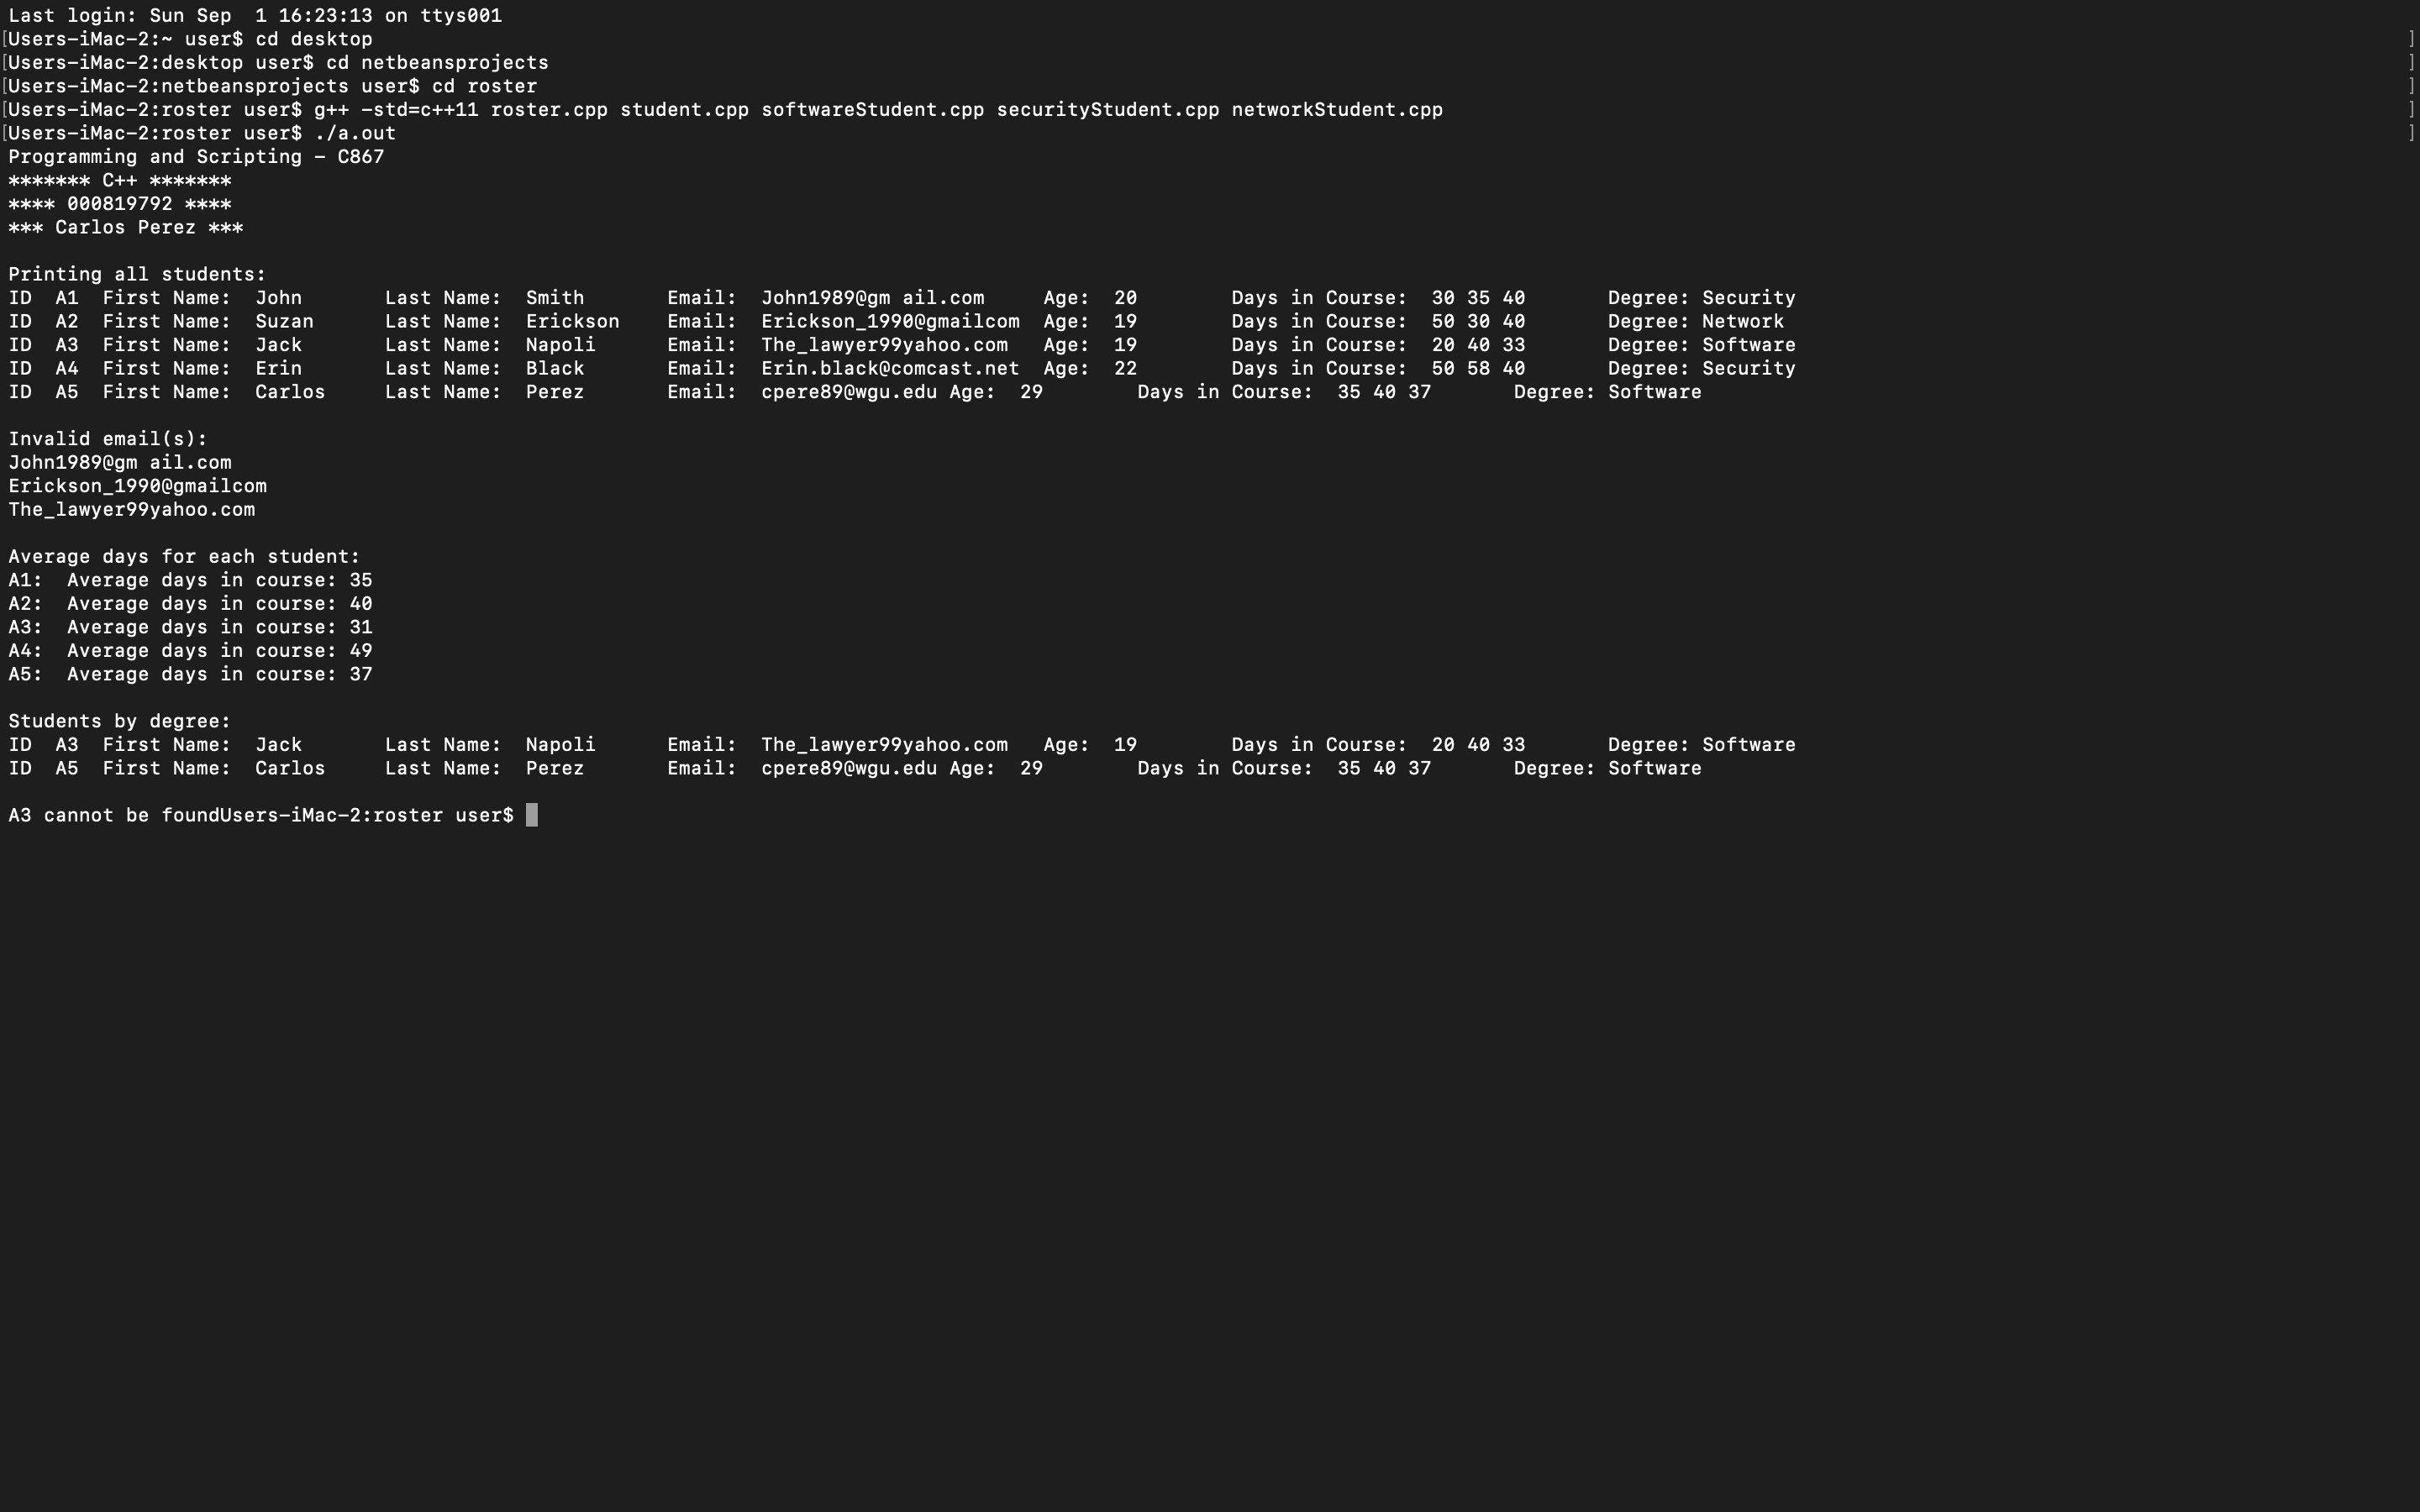 Last login: Sun Sep  1 16:23:13 on ttys001
[Users-iMac-2:~ user$ cd desktop ]
[Users-iMac-2:desktop user$ cd netbeansprojects ]
[Users-iMac-2:netbeansprojects user$ cd roster ]
[Users-iMac-2:roster user$ g++ -std=c++11 roster.cpp student.cpp softwareStudent.cpp securityStudent.cpp networkStudent.cpp ]
[Users-iMac-2:roster user$ ./a.out ]
Programming and Scripting - C867
******* C++ *******
**** 000819792 ****
*** Carlos Perez ***

Printing all students:
ID  A1  First Name:  John       Last Name:  Smith       Email:  John1989@gm ail.com     Age:  20        Days in Course:  30 35 40       Degree: Security
ID  A2  First Name:  Suzan      Last Name:  Erickson    Email:  Erickson_1990@gmailcom  Age:  19        Days in Course:  50 30 40       Degree: Network
ID  A3  First Name:  Jack       Last Name:  Napoli      Email:  The_lawyer99yahoo.com   Age:  19        Days in Course:  20 40 33       Degree: Software
ID  A4  First Name:  Erin       Last Name:  Black       Email:  Erin.black@comcast.net  Age:  22        Days in Course:  50 58 40       Degree: Security
ID  A5  First Name:  Carlos     Last Name:  Perez       Email:  cpere89@wgu.edu Age:  29        Days in Course:  35 40 37       Degree: Software

Invalid email(s):
John1989@gm ail.com
Erickson_1990@gmailcom
The_lawyer99yahoo.com

Average days for each student:
A1:  Average days in course: 35
A2:  Average days in course: 40
A3:  Average days in course: 31
A4:  Average days in course: 49
A5:  Average days in course: 37

Students by degree:
ID  A3  First Name:  Jack       Last Name:  Napoli      Email:  The_lawyer99yahoo.com   Age:  19        Days in Course:  20 40 33       Degree: Software
ID  A5  First Name:  Carlos     Last Name:  Perez       Email:  cpere89@wgu.edu Age:  29        Days in Course:  35 40 37       Degree: Software

A3 cannot be foundUsers-iMac-2:roster user$